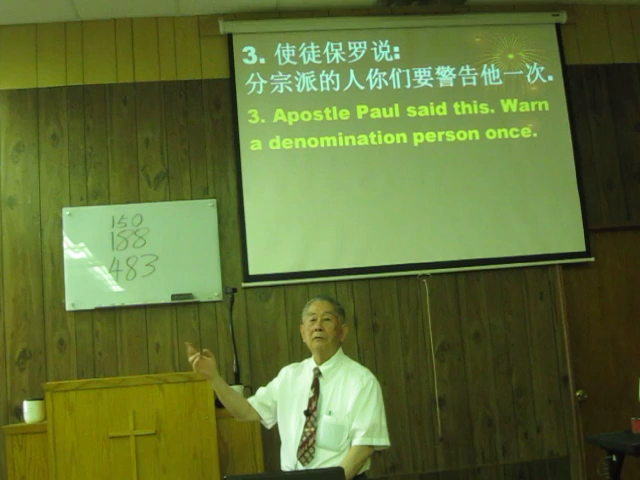 3. 使徒保罗说:
分宗派的人你们要警告他一次.
3. Apostle Paul said this. Warn
a denomination person once.
150
188
483